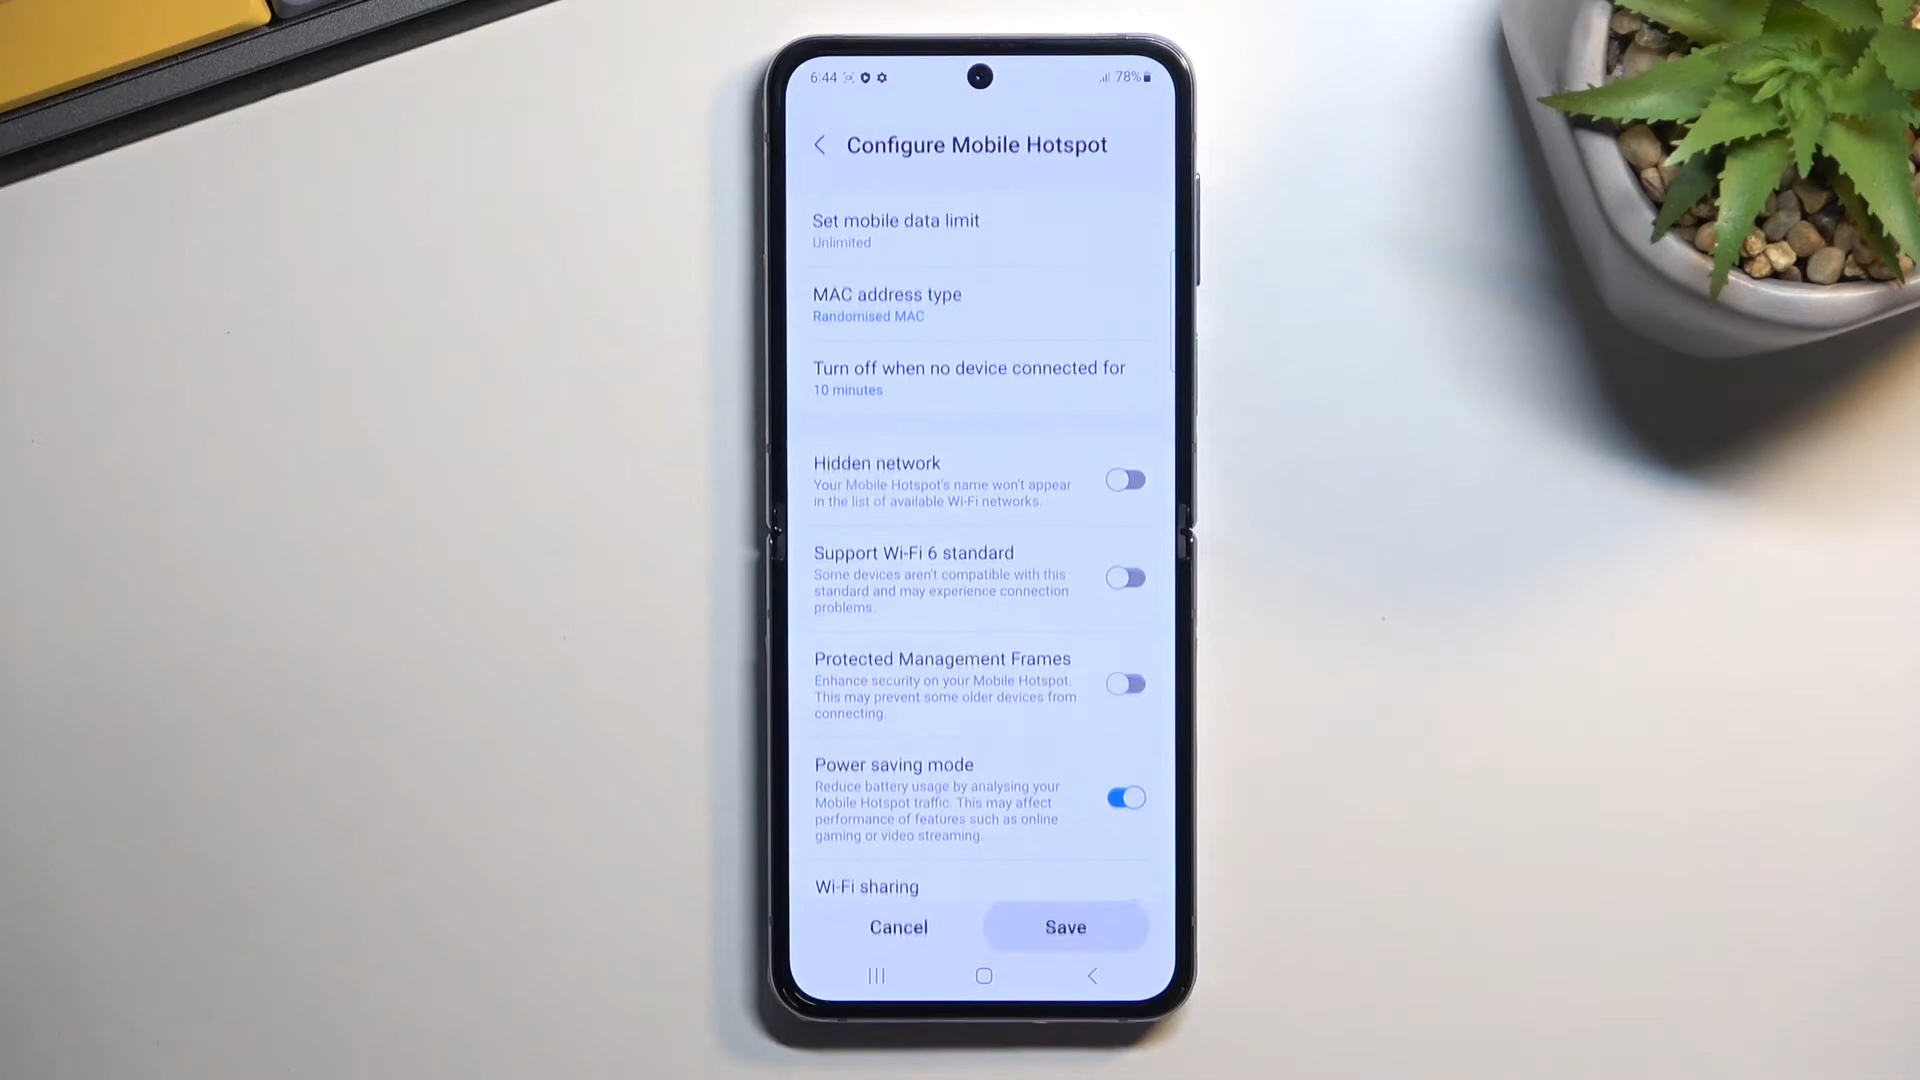 6:44
78%
Configure Mobile Hotspot
Set mobile data limit
Unlimited
MAC address type
Randomised MAC
Turn off when no device connected for
10 minutes
Hidden network
Your Mobile Hotspot's name won't appear
in the list of available Wi-Fi networks.
Support Wi-Fi 6 standard
Some devices aren't compatible with this
standard and may experience connection
problems.
Protected Management Frames
Enhance security on your Mobile Hotspot.
This may prevent some older devices from
connecting.
Power saving mode
Reduce battery usage by analysing your
Mobile Hotspot traffic. This may affect
performance of features such as online
gaming or video streaming.
Wi-Fi sharing
Cancel
Save